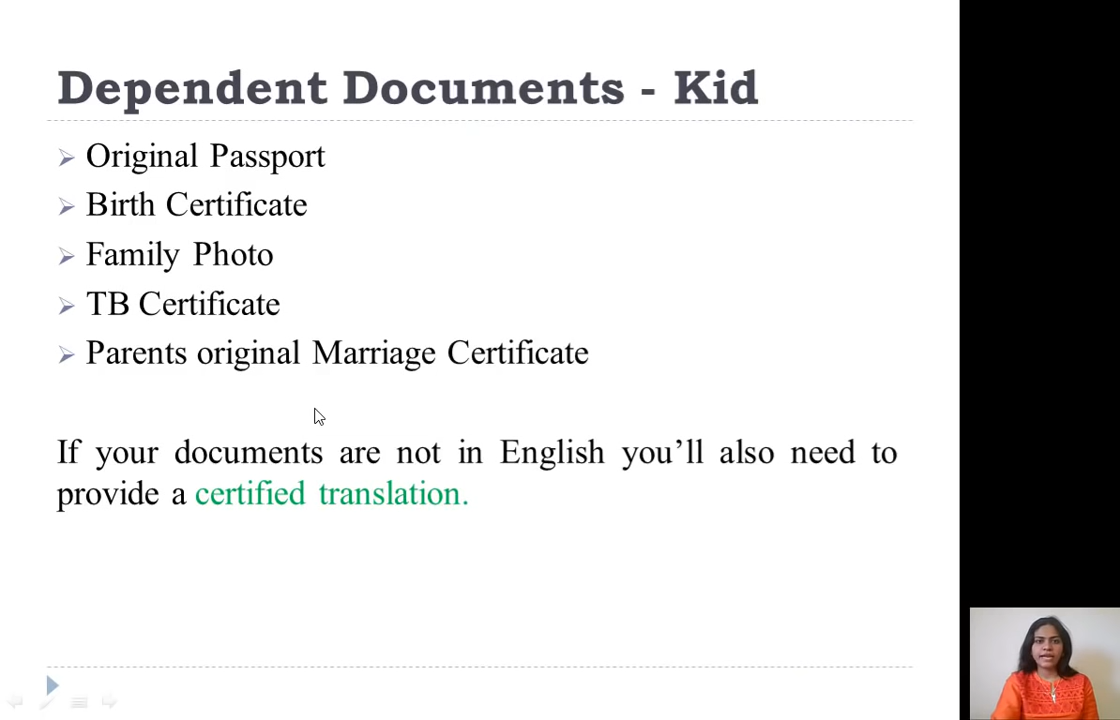 Dependent Documents - Kid
Original Passport
Birth Certificate
Family Photo
TB Certificate
Parents original Marriage Certificate
If your documents are not in English you’ll also need to
provide a certified translation.